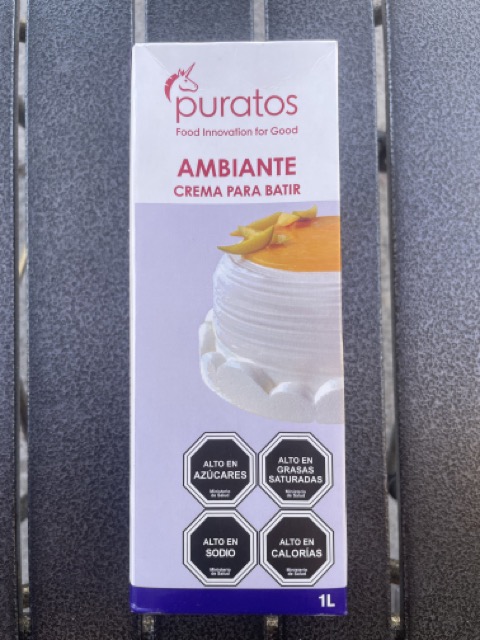 puratos
Food Innovation for Good
AMBIANTE
CREMA PARA BATIR
ALTO EN
AZÚCARES
Ministerio
de Salud
ALTO EN
GRASAS
SATURADAS
Ministerio
de Salud
ALTO EN
SODIO
Ministerio
de Salud
ALTO EN
CALORÍAS
Ministerio
de Salud
1L